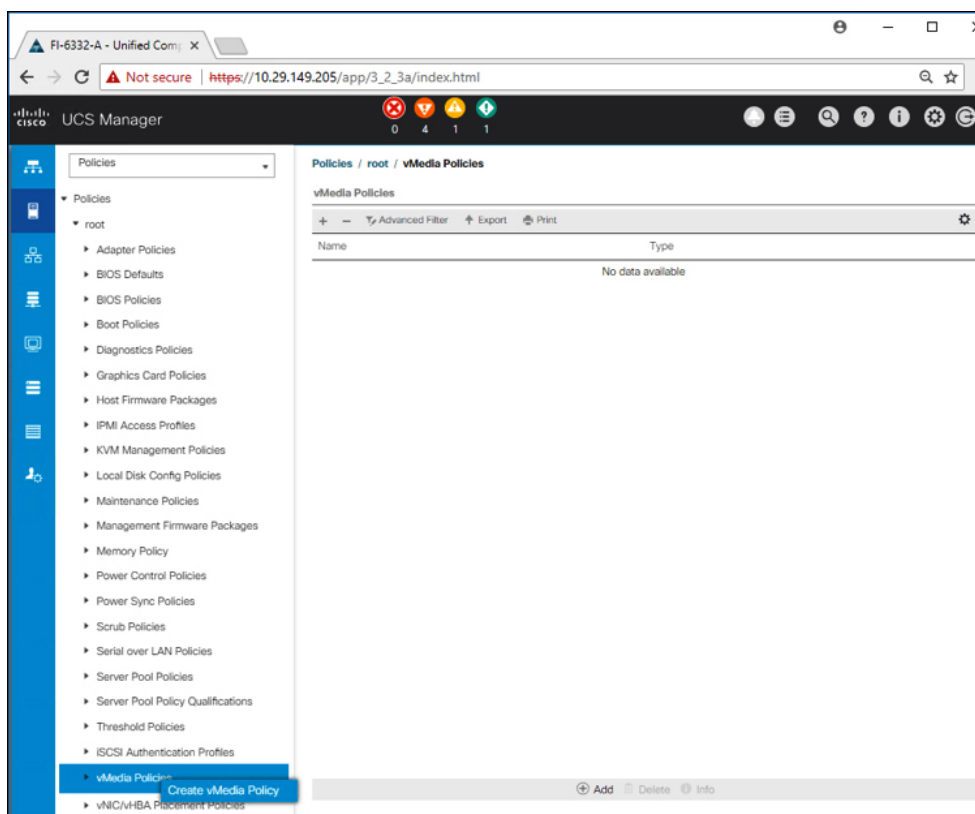 FI-6332-A - Unified Comp
Not secure | https://10.29.149.205/app/3_2_3a/index.html
cisco UCS Manager
0 4 1 1
Policies
Policies
root
Adapter Policies
BIOS Defaults
BIOS Policies
Boot Policies
Diagnostics Policies
Graphics Card Policies
Host Firmware Packages
IPMI Access Profiles
KVM Management Policies
Local Disk Config Policies
Maintenance Policies
Management Firmware Packages
Memory Policy
Power Control Policies
Power Sync Policies
Scrub Policies
Serial over LAN Policies
Server Pool Policies
Server Pool Policy Qualifications
Threshold Policies
iSCSI Authentication Profiles
vMedia Policies
Create vMedia Policy
vNIC/vHBA Placement Policies
Policies / root / vMedia Policies
vMedia Policies
+ − Advanced Filter Export Print
Name Type
No data available
Add Delete Info